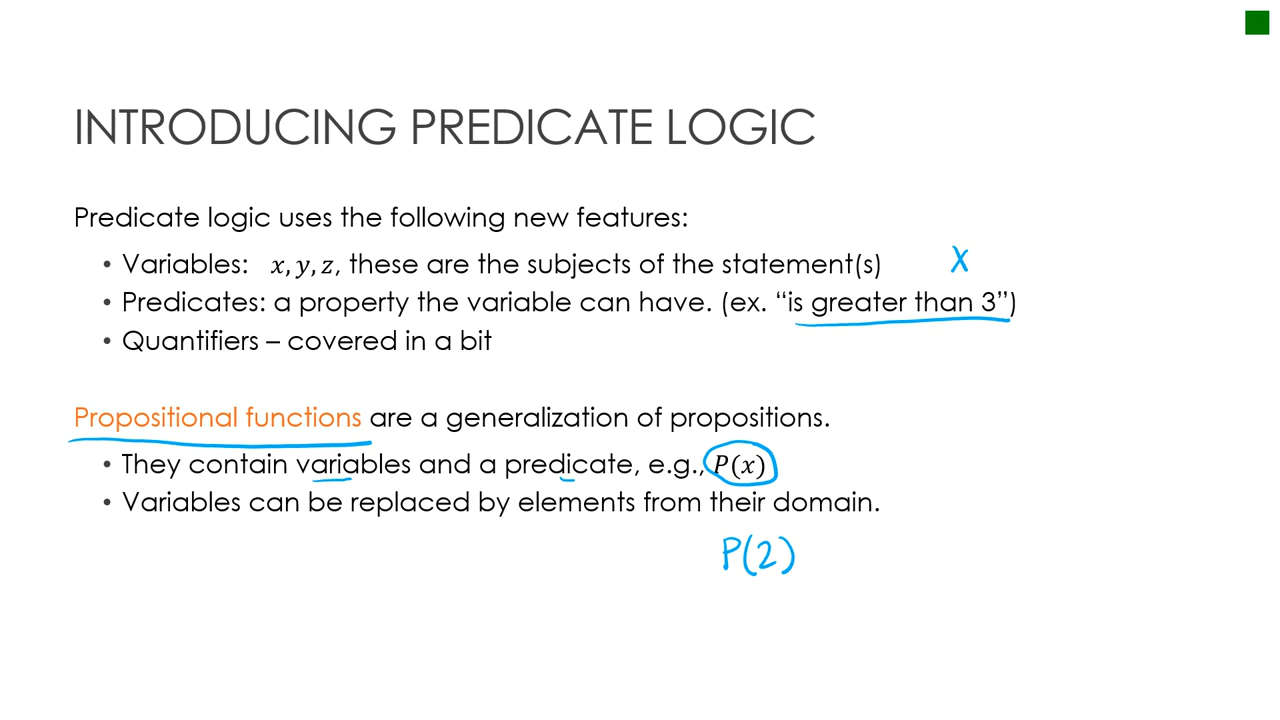 INTRODUCING PREDICATE LOGIC
Predicate logic uses the following new features:
• Variables: x, y, z, these are the subjects of the statement(s) X
• Predicates: a property the variable can have. (ex. “is greater than 3”)
• Quantifiers – covered in a bit
Propositional functions are a generalization of propositions.
• They contain variables and a predicate, e.g., P(x)
• Variables can be replaced by elements from their domain.
P(2)